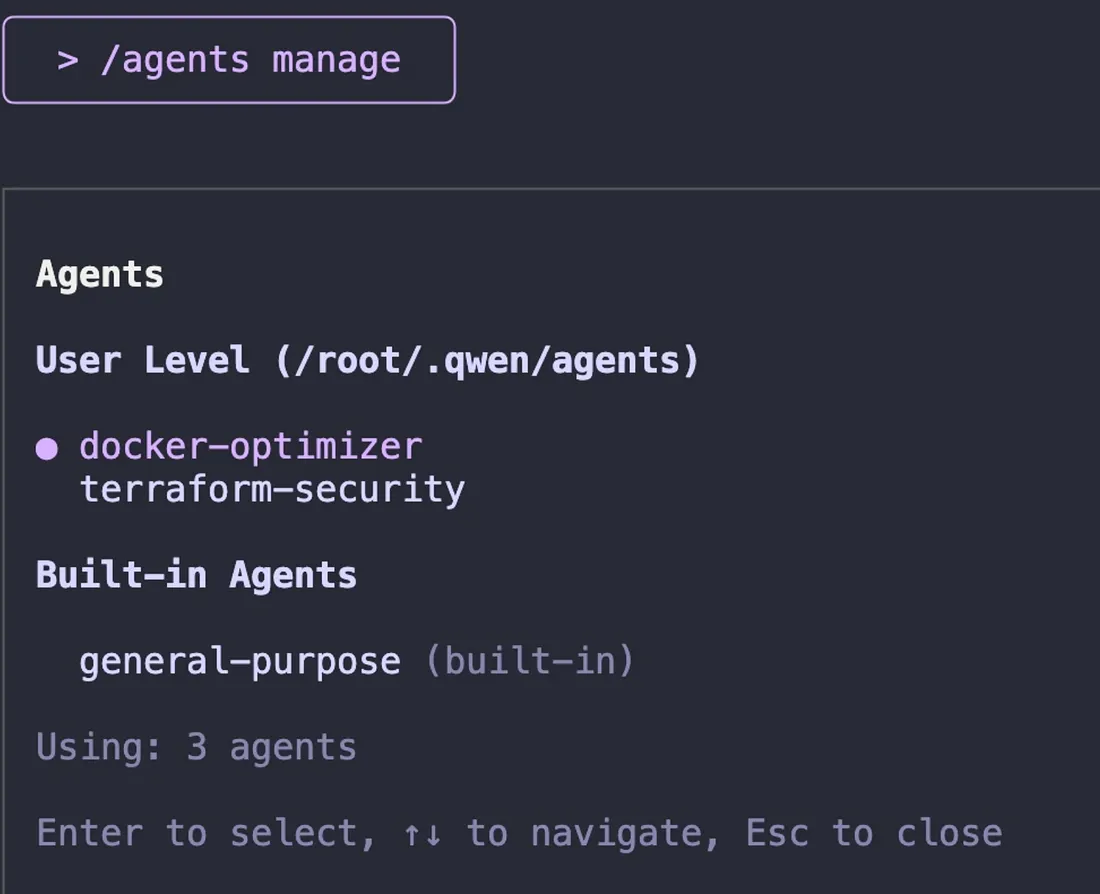 > /agents manage
Agents
User Level (/root/.qwen/agents)
● docker-optimizer
terraform-security
Built-in Agents
general-purpose (built-in)
Using: 3 agents
Enter to select, ↑↓ to navigate, Esc to close